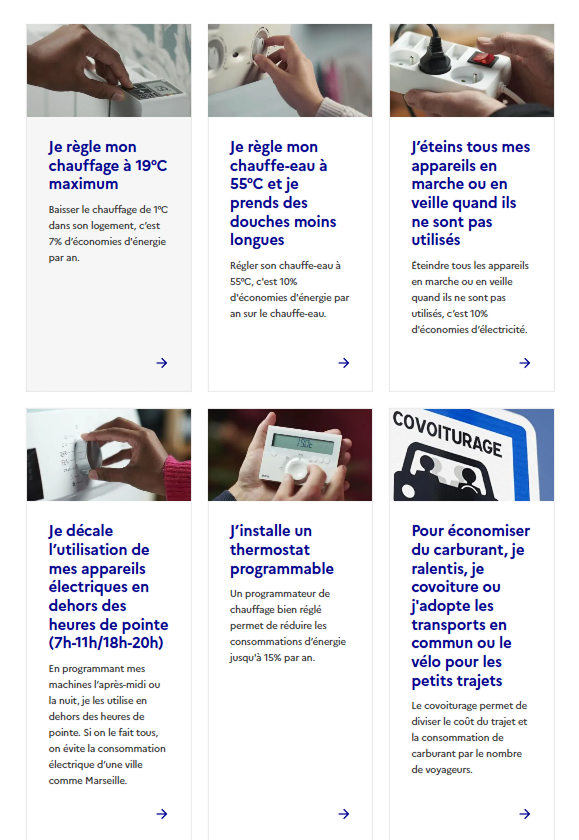 Je règle mon
chauffage à 19°C
maximum
Baisser le chauffage de 1°C
dans son logement, c'est
7% d'économies d'énergie
par an.
Je règle mon
chauffe-eau à
55°C et je
prends des
douches moins
longues
Régler son chauffe-eau à
55°C, c'est 10%
d'économies d'énergie par
an sur le chauffe-eau.
J'éteins tous mes
appareils en
marche ou en
veille quand ils
ne sont pas
utilisés
Éteindre tous les appareils
en marche ou en veille
quand ils ne sont pas
utilisés, c'est 10%
d'économies d'électricité.
Je décale
l'utilisation de
mes appareils
électriques en
dehors des
heures de pointe
(7h-11h/18h-20h)
En programmant mes
machines l'après-midi ou
la nuit, je les utilise en
dehors des heures de
pointe. Si on le fait tous,
on évite la consommation
électrique d'une ville
comme Marseille.
J'installe un
thermostat
programmable
Un programmateur de
chauffage bien réglé
permet de réduire les
consommations d'énergie
jusqu'à 15% par an.
COVOITURAGE
Pour économiser
du carburant, je
ralentis, je
covoiture ou
j'adopte les
transports en
commun ou le
vélo pour les
petits trajets
Le covoiturage permet de
diviser le coût du trajet et
la consommation de
carburant par le nombre
de voyageurs.